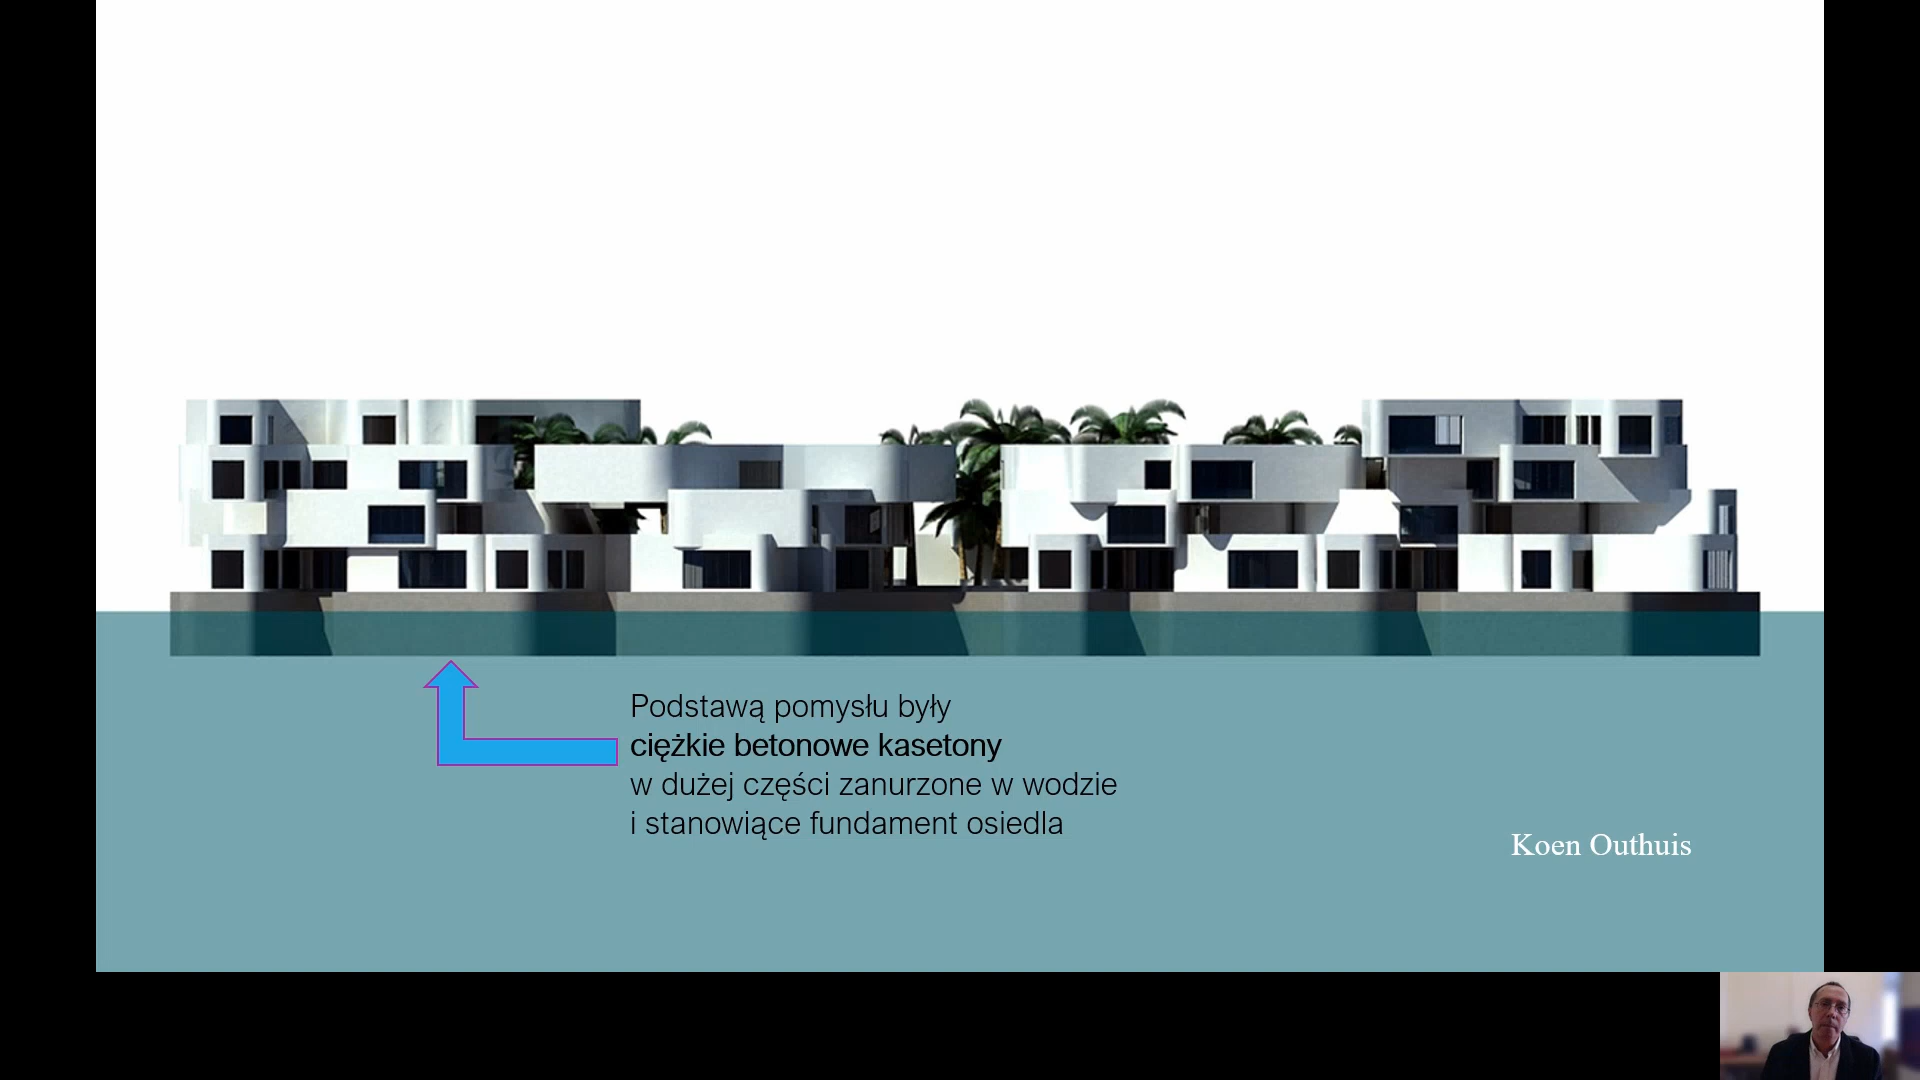 Podstawą pomysłu były
ciężkie betonowe kasetony
w dużej części zanurzone w wodzie
i stanowiące fundament osiedla
Koen Outhuis